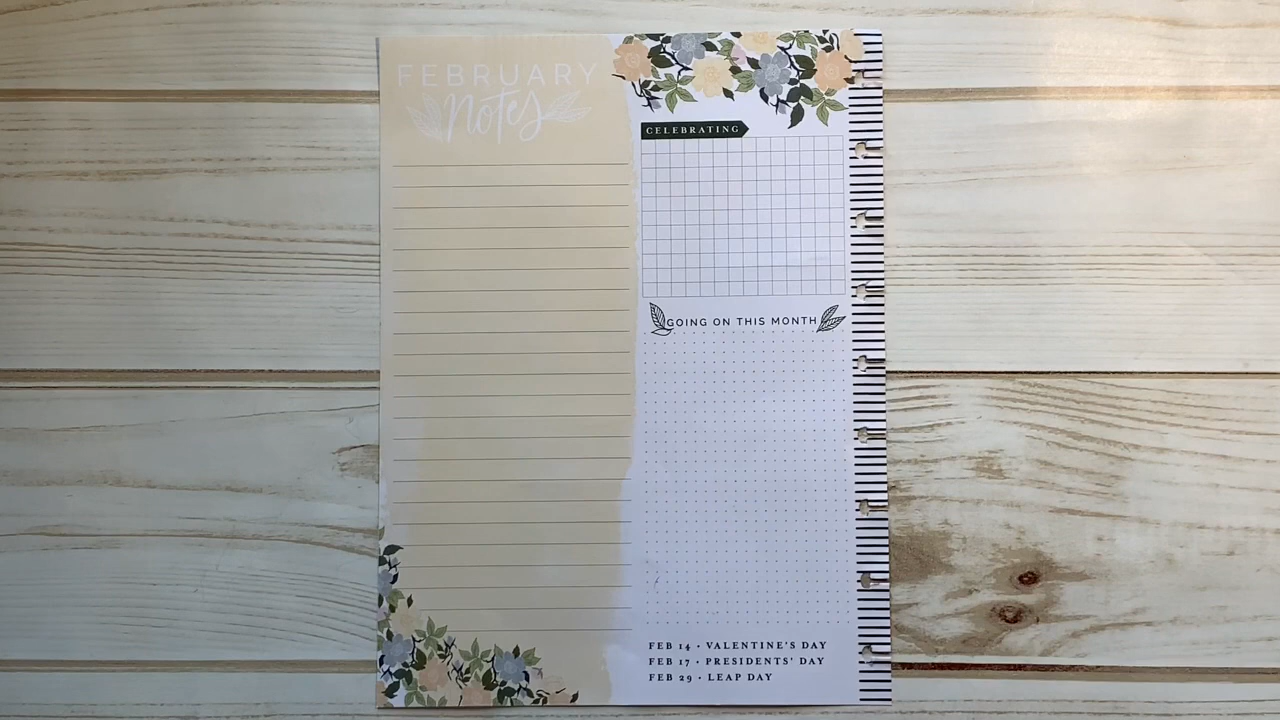 FEBRUARY
Notes
CELEBRATING
GOING ON THIS MONTH
FEB 14 • VALENTINE'S DAY
FEB 17 • PRESIDENTS' DAY
FEB 29 • LEAP DAY